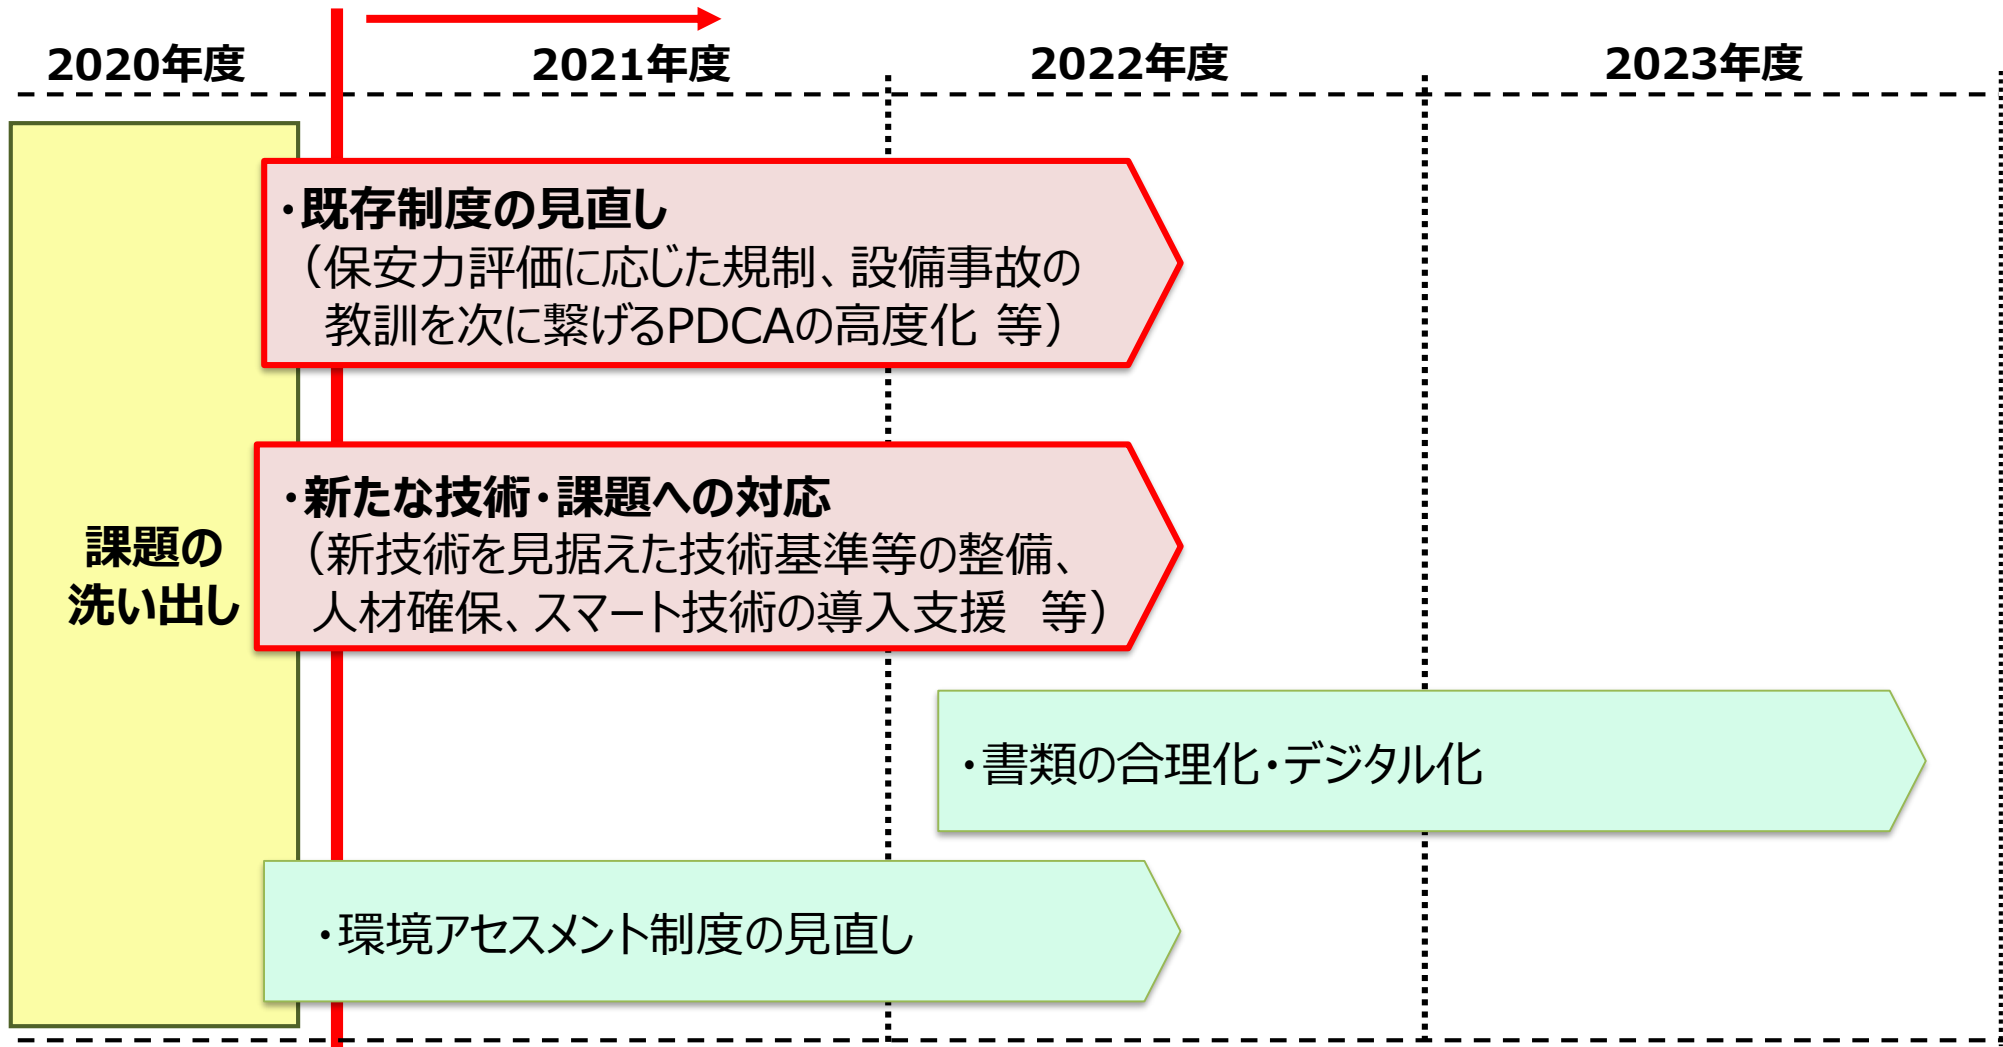 2020年度
2021年度
2022年度
2023年度
・既存制度の見直し
（保安力評価に応じた規制、設備事故の
教訓を次に繋げるPDCAの高度化 等）
・新たな技術・課題への対応
（新技術を見据えた技術基準等の整備、
人材確保、スマート技術の導入支援　等）
課題の
洗い出し
・書類の合理化・デジタル化
・環境アセスメント制度の見直し